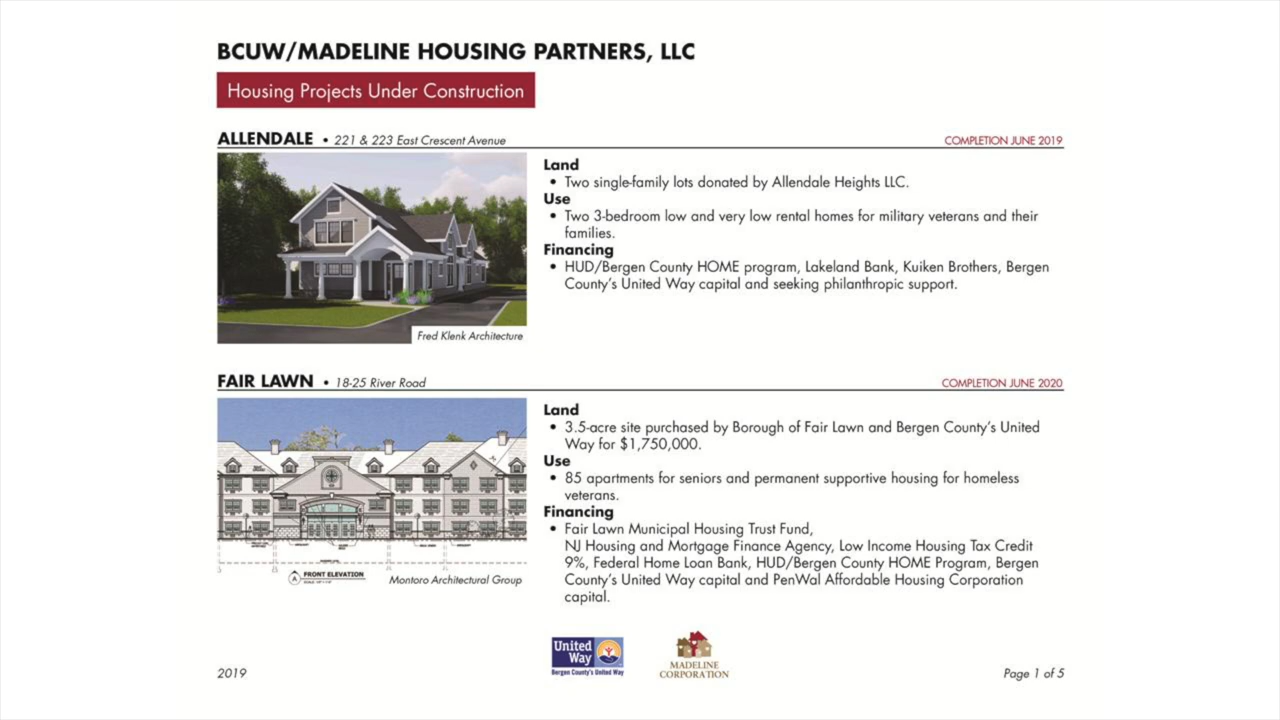 BCUW/MADELINE HOUSING PARTNERS, LLC
Housing Projects Under Construction
ALLENDALE • 221 & 223 East Crescent Avenue
COMPLETION JUNE 2019
Land
• Two single-family lots donated by Allendale Heights LLC.
Use
• Two 3-bedroom low and very low rental homes for military veterans and their
families.
Financing
• HUD/Bergen County HOME program, Lakeland Bank, Kuiken Brothers, Bergen
County's United Way capital and seeking philanthropic support.
Fred Klenk Architecture
FAIR LAWN • 18-25 River Road
COMPLETION JUNE 2020
Land
• 3.5-acre site purchased by Borough of Fair Lawn and Bergen County's United
Way for $1,750,000.
Use
• 85 apartments for seniors and permanent supportive housing for homeless
veterans.
Financing
• Fair Lawn Municipal Housing Trust Fund,
NJ Housing and Mortgage Finance Agency, Low Income Housing Tax Credit
9%, Federal Home Loan Bank, HUD/Bergen County HOME Program, Bergen
County's United Way capital and PenWal Affordable Housing Corporation
capital.
A FRONT ELEVATION
Montoro Architectural Group
United
Way
Bergen County's United Way
MADELINE
CORPORATION
2019
Page 1 of 5